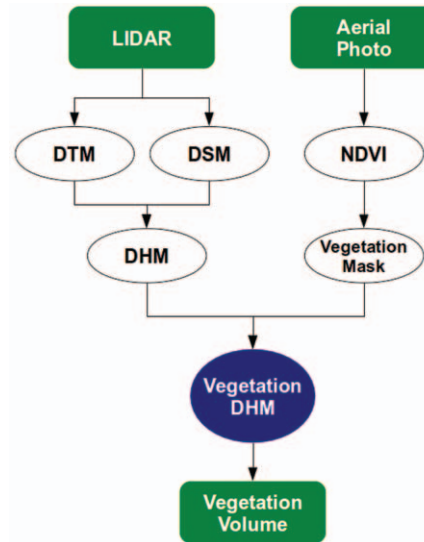 LIDAR
Aerial
Photo
DTM
DSM
NDVI
DHM
Vegetation
Mask
Vegetation
DHM
Vegetation
Volume